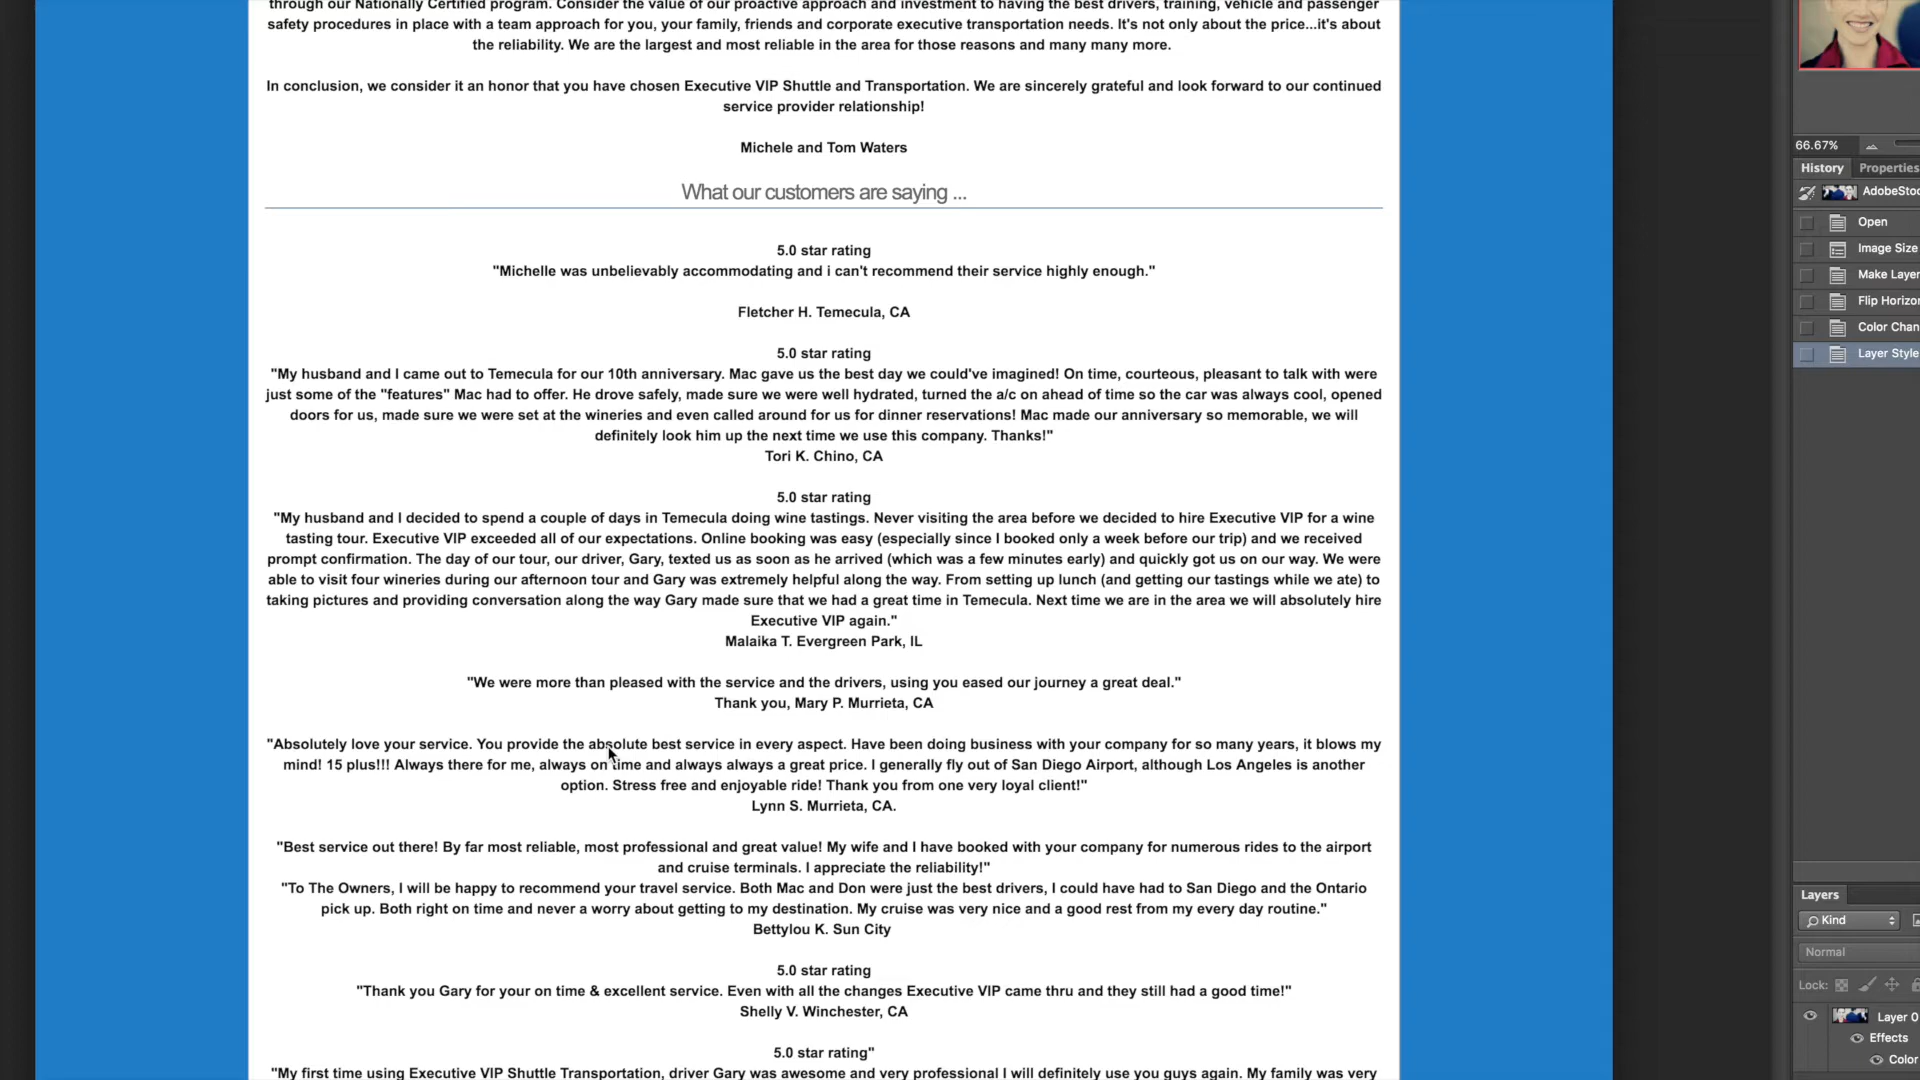 through our Nationally Certified program. Consider the value of our proactive approach and investment to having the best drivers, training, vehicle and passenger
safety procedures in place with a team approach for you, your family, friends and corporate executive transportation needs. It's not only about the price...it's about
the reliability. We are the largest and most reliable in the area for those reasons and many many more.
In conclusion, we consider it an honor that you have chosen Executive VIP Shuttle and Transportation. We are sincerely grateful and look forward to our continued
service provider relationship!
Michele and Tom Waters
What our customers are saying ...
5.0 star rating
"Michelle was unbelievably accommodating and i can't recommend their service highly enough."
Fletcher H. Temecula, CA
5.0 star rating
"My husband and I came out to Temecula for our 10th anniversary. Mac gave us the best day we could've imagined! On time, courteous, pleasant to talk with were
just some of the "features" Mac had to offer. He drove safely, made sure we were well hydrated, turned the a/c on ahead of time so the car was always cool, opened
doors for us, made sure we were set at the wineries and even called around for us for dinner reservations! Mac made our anniversary so memorable, we will
definitely look him up the next time we use this company. Thanks!"
Tori K. Chino, CA
5.0 star rating
"My husband and I decided to spend a couple of days in Temecula doing wine tastings. Never visiting the area before we decided to hire Executive VIP for a wine
tasting tour. Executive VIP exceeded all of our expectations. Online booking was easy (especially since I booked only a week before our trip) and we received
prompt confirmation. The day of our tour, our driver, Gary, texted us as soon as he arrived (which was a few minutes early) and quickly got us on our way. We were
able to visit four wineries during our afternoon tour and Gary was extremely helpful along the way. From setting up lunch (and getting our tastings while we ate) to
taking pictures and providing conversation along the way Gary made sure that we had a great time in Temecula. Next time we are in the area we will absolutely hire
Executive VIP again."
Malaika T. Evergreen Park, IL
"We were more than pleased with the service and the drivers, using you eased our journey a great deal."
Thank you, Mary P. Murrieta, CA
"Absolutely love your service. You provide the absolute best service in every aspect. Have been doing business with your company for so many years, it blows my
mind! 15 plus!!! Always there for me, always on time and always always a great price. I generally fly out of San Diego Airport, although Los Angeles is another
option. Stress free and enjoyable ride! Thank you from one very loyal client!"
Lynn S. Murrieta, CA.
"Best service out there! By far most reliable, most professional and great value! My wife and I have booked with your company for numerous rides to the airport
and cruise terminals. I appreciate the reliability!"
"To The Owners, I will be happy to recommend your travel service. Both Mac and Don were just the best drivers, I could have had to San Diego and the Ontario
pick up. Both right on time and never a worry about getting to my destination. My cruise was very nice and a good rest from my every day routine."
Bettylou K. Sun City
5.0 star rating
"Thank you Gary for your on time & excellent service. Even with all the changes Executive VIP came thru and they still had a good time!"
Shelly V. Winchester, CA
5.0 star rating"
"My first time using Executive VIP Shuttle Transportation, driver Gary was awesome and very professional I will definitely use you guys again. My family was very
66.67%
History Properties
AdobeStoc
Open
Image Size
Make Layer
Flip Horizo
Color Chan
Layer Style
Layers
Kind
Normal
Lock:
Layer 0
Effects
Color